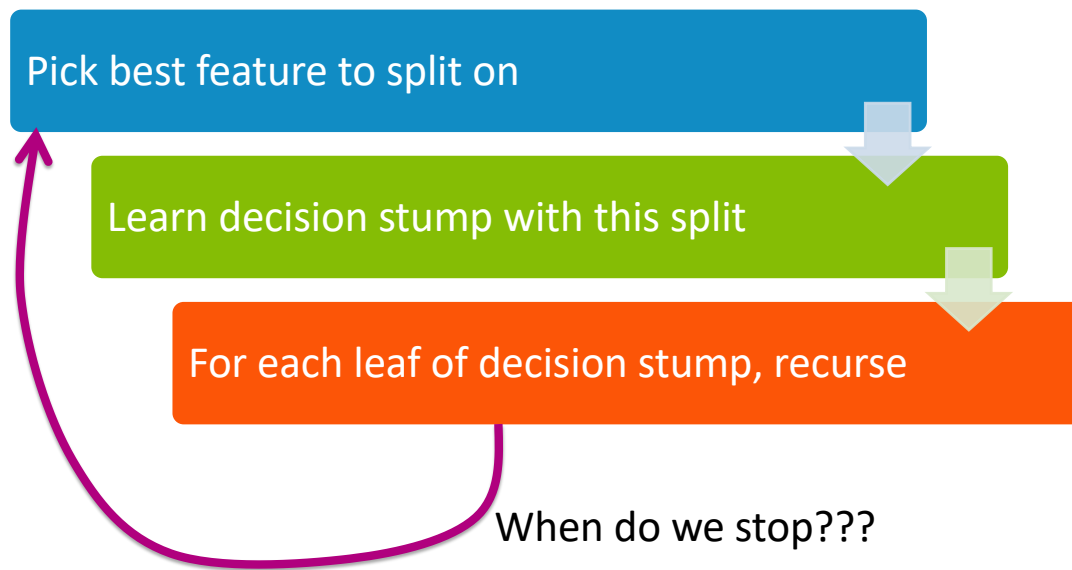 Pick best feature to split on
Learn decision stump with this split
For each leaf of decision stump, recurse
When do we stop???